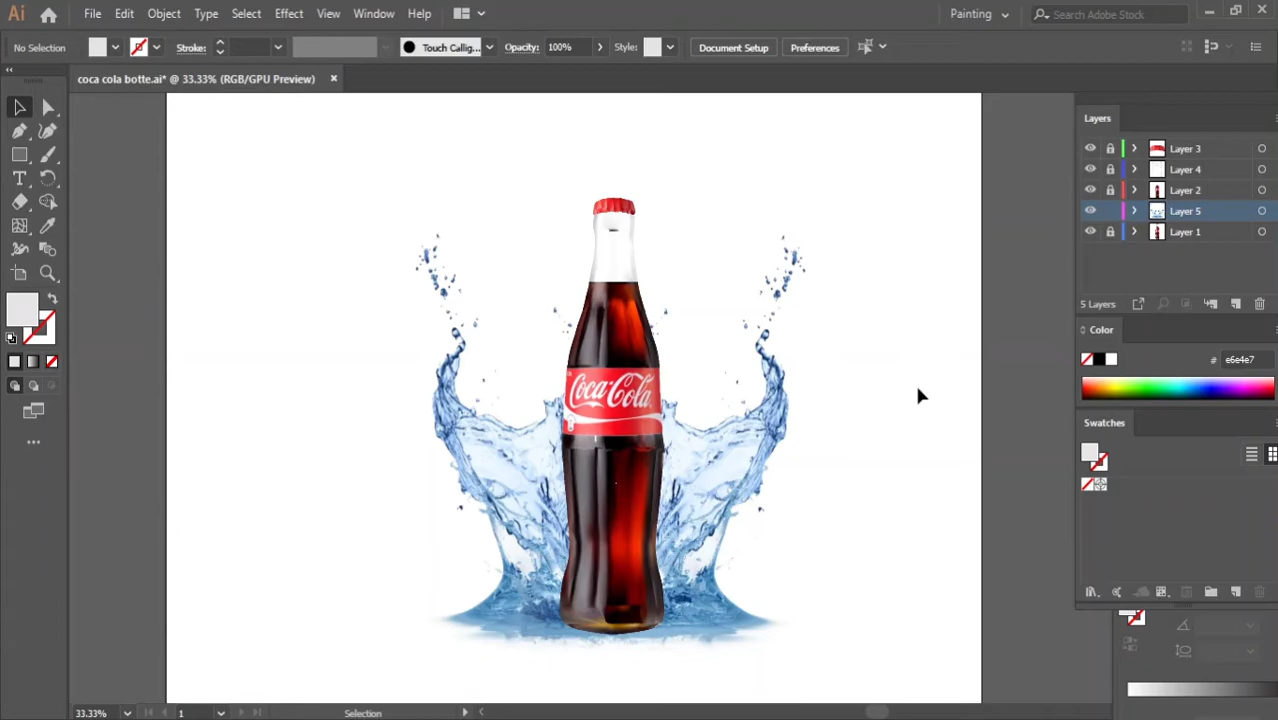 Ai File Edit Object Type Select Effect View Window Help Painting Search Adobe Stock
No Selection Stroke: Touch Callig... Opacity: 100% Style: Document Setup Preferences
coca cola botte.ai* @ 33.33% (RGB/GPU Preview)
Layers
Layer 3
Layer 4
Layer 2
Layer 5
Layer 1
5 Layers
Color
# e6e4e7
Swatches
Coca-Cola
33.33% 1 Selection